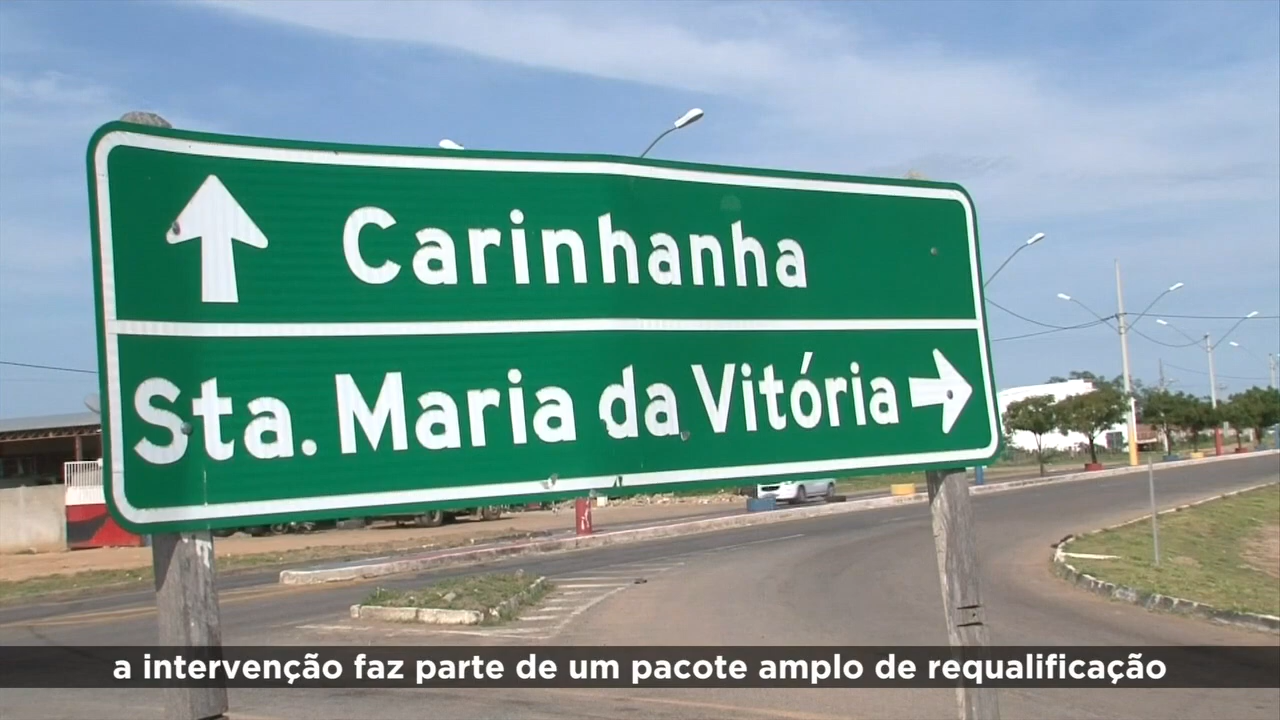 Carinhanha
Sta. Maria da Vitória
a intervenção faz parte de um pacote amplo de requalificação